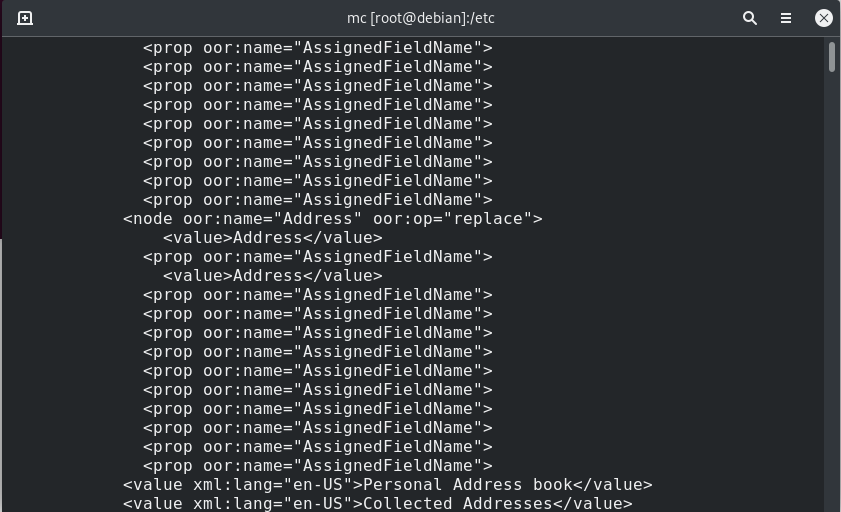 mc [root@debian]:/etc
<prop oor:name="AssignedFieldName">
<prop oor:name="AssignedFieldName">
<prop oor:name="AssignedFieldName">
<prop oor:name="AssignedFieldName">
<prop oor:name="AssignedFieldName">
<prop oor:name="AssignedFieldName">
<prop oor:name="AssignedFieldName">
<prop oor:name="AssignedFieldName">
<prop oor:name="AssignedFieldName">
<node oor:name="Address" oor:op="replace">
<value>Address</value>
<prop oor:name="AssignedFieldName">
<value>Address</value>
<prop oor:name="AssignedFieldName">
<prop oor:name="AssignedFieldName">
<prop oor:name="AssignedFieldName">
<prop oor:name="AssignedFieldName">
<prop oor:name="AssignedFieldName">
<prop oor:name="AssignedFieldName">
<prop oor:name="AssignedFieldName">
<prop oor:name="AssignedFieldName">
<prop oor:name="AssignedFieldName">
<prop oor:name="AssignedFieldName">
<value xml:lang="en-US">Personal Address book</value>
<value xml:lang="en-US">Collected Addresses</value>